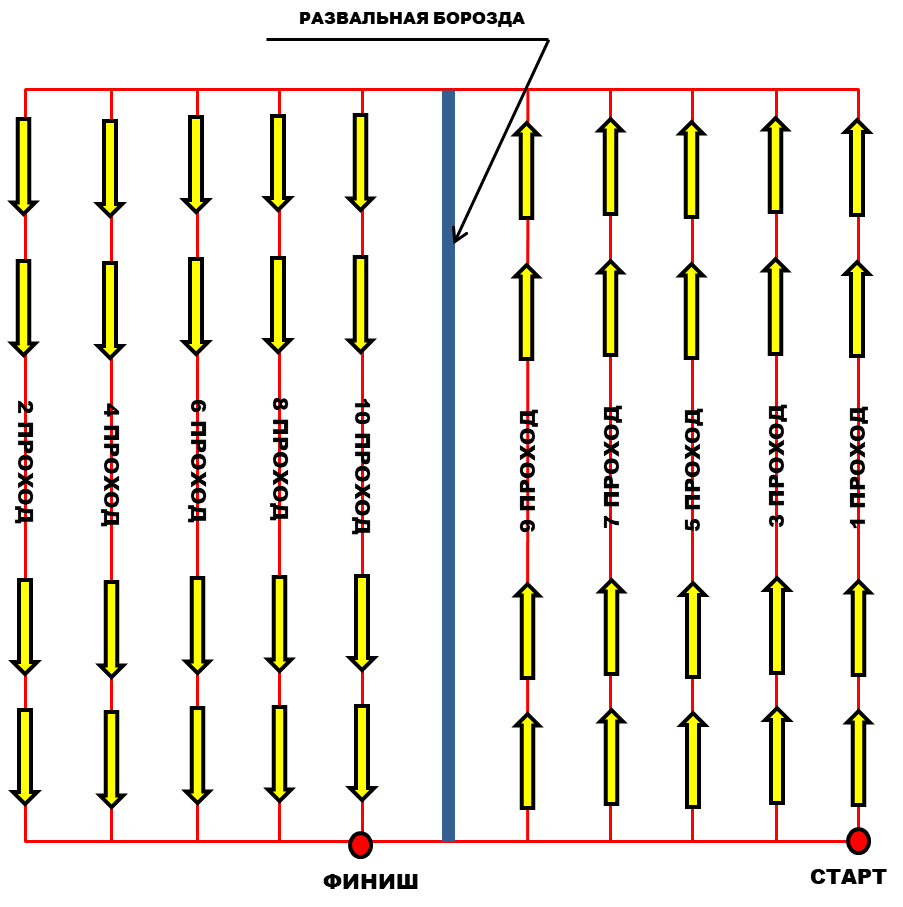 РАЗВАЛЬНАЯ БОРОЗДА
2 ПРОХОД
4 ПРОХОД
6 ПРОХОД
8 ПРОХОД
10 ПРОХОД
9 ПРОХОД
7 ПРОХОД
5 ПРОХОД
3 ПРОХОД
1 ПРОХОД
ФИНИШ
СТАРТ